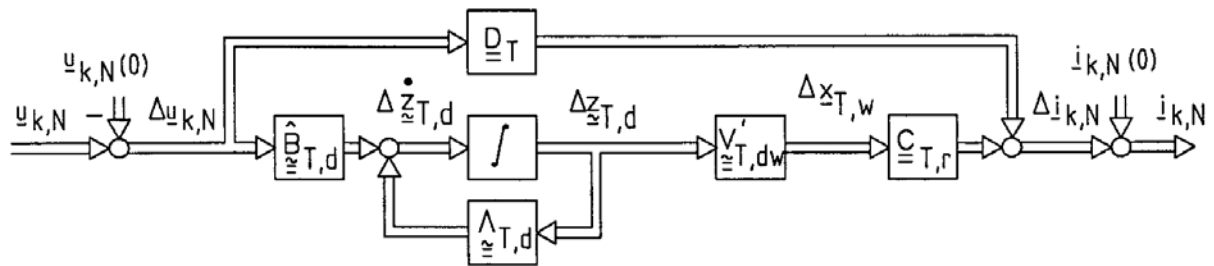 D_T
u_k,N(0)
i_k,N(0)
u_k,N
−
Δu_k,N
Δż_T,d
Δz_T,d
Δx_T,w
Δi_k,N
i_k,N
B̂_T,d
∫
V'_T,dw
C_T,r
Λ_T,d